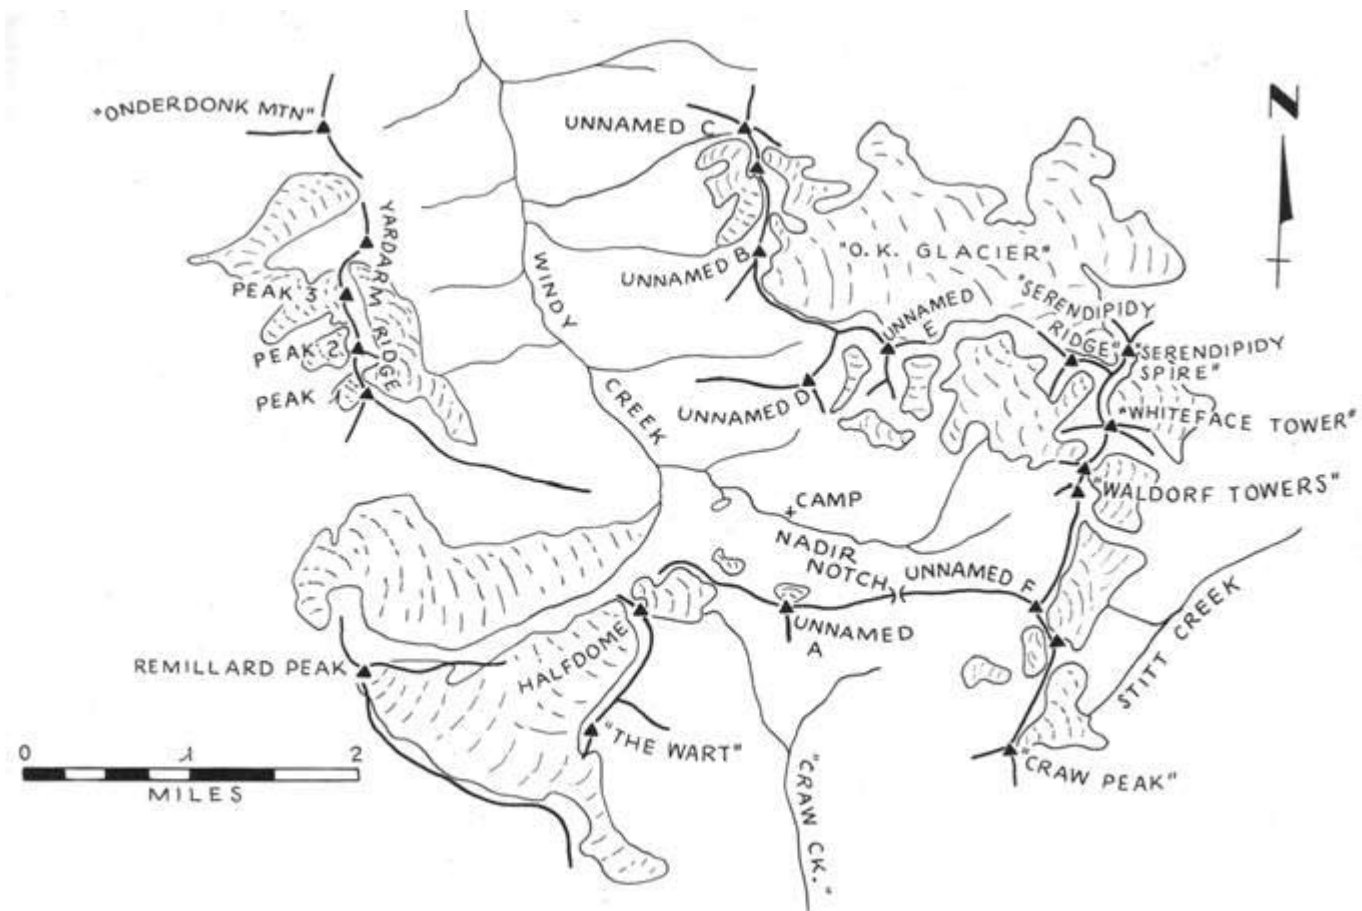 "ONDERDONK MTN"
UNNAMED C
N
YARDARM RIDGE
WINDY CREEK
UNNAMED B
"O.K. GLACIER"
PEAK 3
UNNAMED
E
"SERENDIPIDY
RIDGE"
PEAK 2
"SERENDIPIDY
SPIRE"
PEAK 1
UNNAMED D
"WHITEFACE TOWER"
"WALDORF TOWERS"
CAMP
NADIR
NOTCH
UNNAMED F
UNNAMED
A
STITT CREEK
REMILLARD PEAK
HALFDOME
"THE WART"
"CRAW CK."
"CRAW PEAK"
0 1 2
MILES